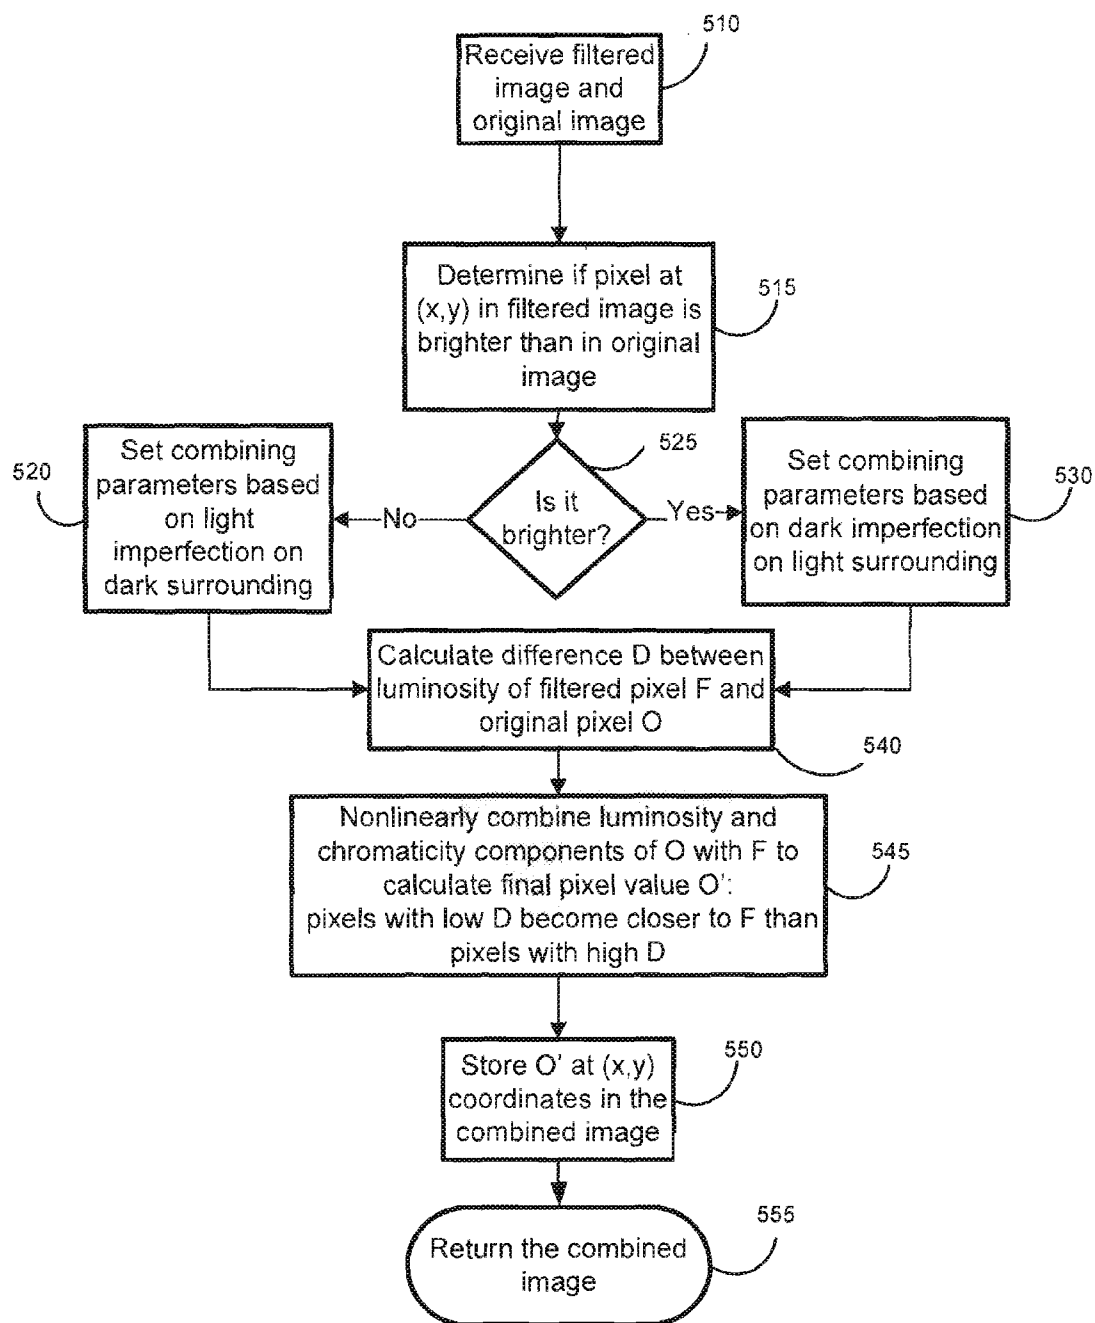 510
Receive filtered
image and
original image
Determine if pixel at
(x,y) in filtered image is
brighter than in original
image
515
520
Set combining
parameters based
on light
imperfection on
dark surrounding
No
525
Is it
brighter?
Yes
Set combining
parameters based
on dark imperfection
on light surrounding
530
Calculate difference D between
luminosity of filtered pixel F and
original pixel O
540
Nonlinearly combine luminosity and
chromaticity components of O with F to
calculate final pixel value O':
pixels with low D become closer to F than
pixels with high D
545
Store O' at (x,y)
coordinates in the
combined image
550
Return the combined
image
555